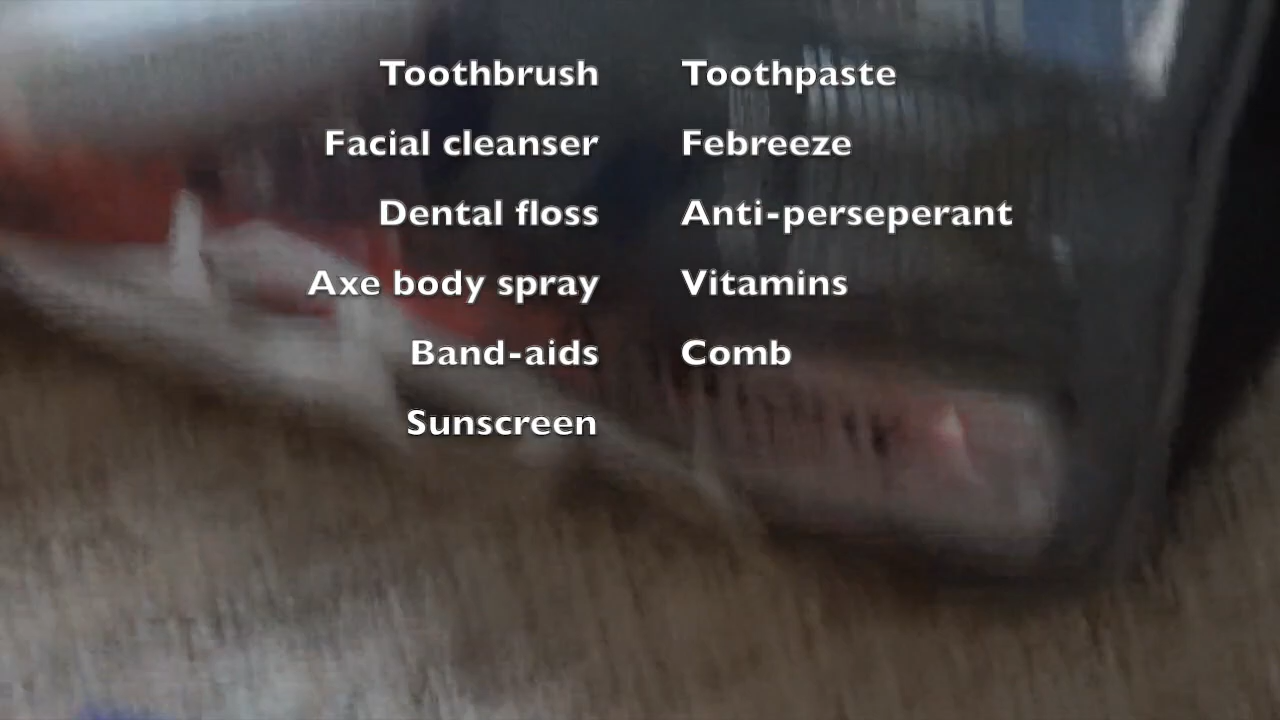 Toothbrush Toothpaste
Facial cleanser Febreeze
Dental floss Anti-perseperant
Axe body spray Vitamins
Band-aids Comb
Sunscreen